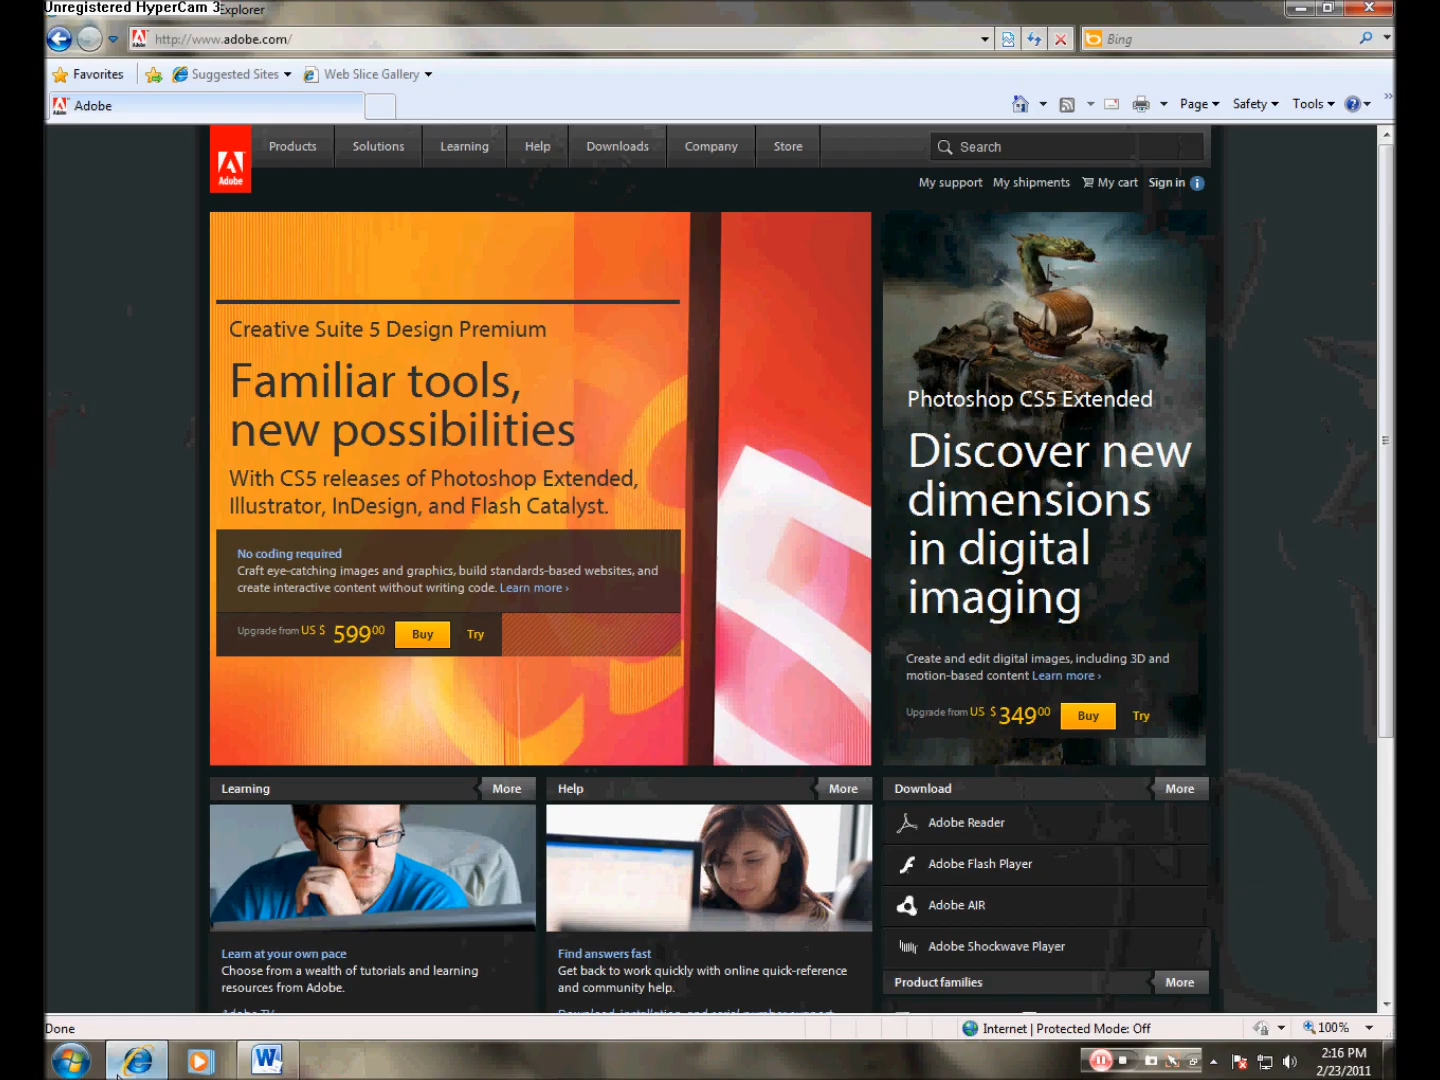 Unregistered HyperCam 3
Explorer
http://www.adobe.com/
Bing
Favorites
Suggested Sites
Web Slice Gallery
Adobe
Page
Safety
Tools
Adobe
Products
Solutions
Learning
Help
Downloads
Company
Store
Search
My support
My shipments
My cart
Sign in
Creative Suite 5 Design Premium
Familiar tools,
new possibilities
With CS5 releases of Photoshop Extended,
Illustrator, InDesign, and Flash Catalyst.
No coding required
Craft eye-catching images and graphics, build standards-based websites, and
create interactive content without writing code. Learn more ›
Upgrade from US $ 599 00
Buy
Try
Photoshop CS5 Extended
Discover new
dimensions
in digital
imaging
Create and edit digital images, including 3D and
motion-based content Learn more ›
Upgrade from US $ 349 00
Buy
Try
Learning
More
Help
More
Download
More
Adobe Reader
Adobe Flash Player
Adobe AIR
Adobe Shockwave Player
Product families
More
Learn at your own pace
Choose from a wealth of tutorials and learning
resources from Adobe.
Find answers fast
Get back to work quickly with online quick-reference
and community help.
Done
Internet | Protected Mode: Off
100%
2:16 PM
2/23/2011